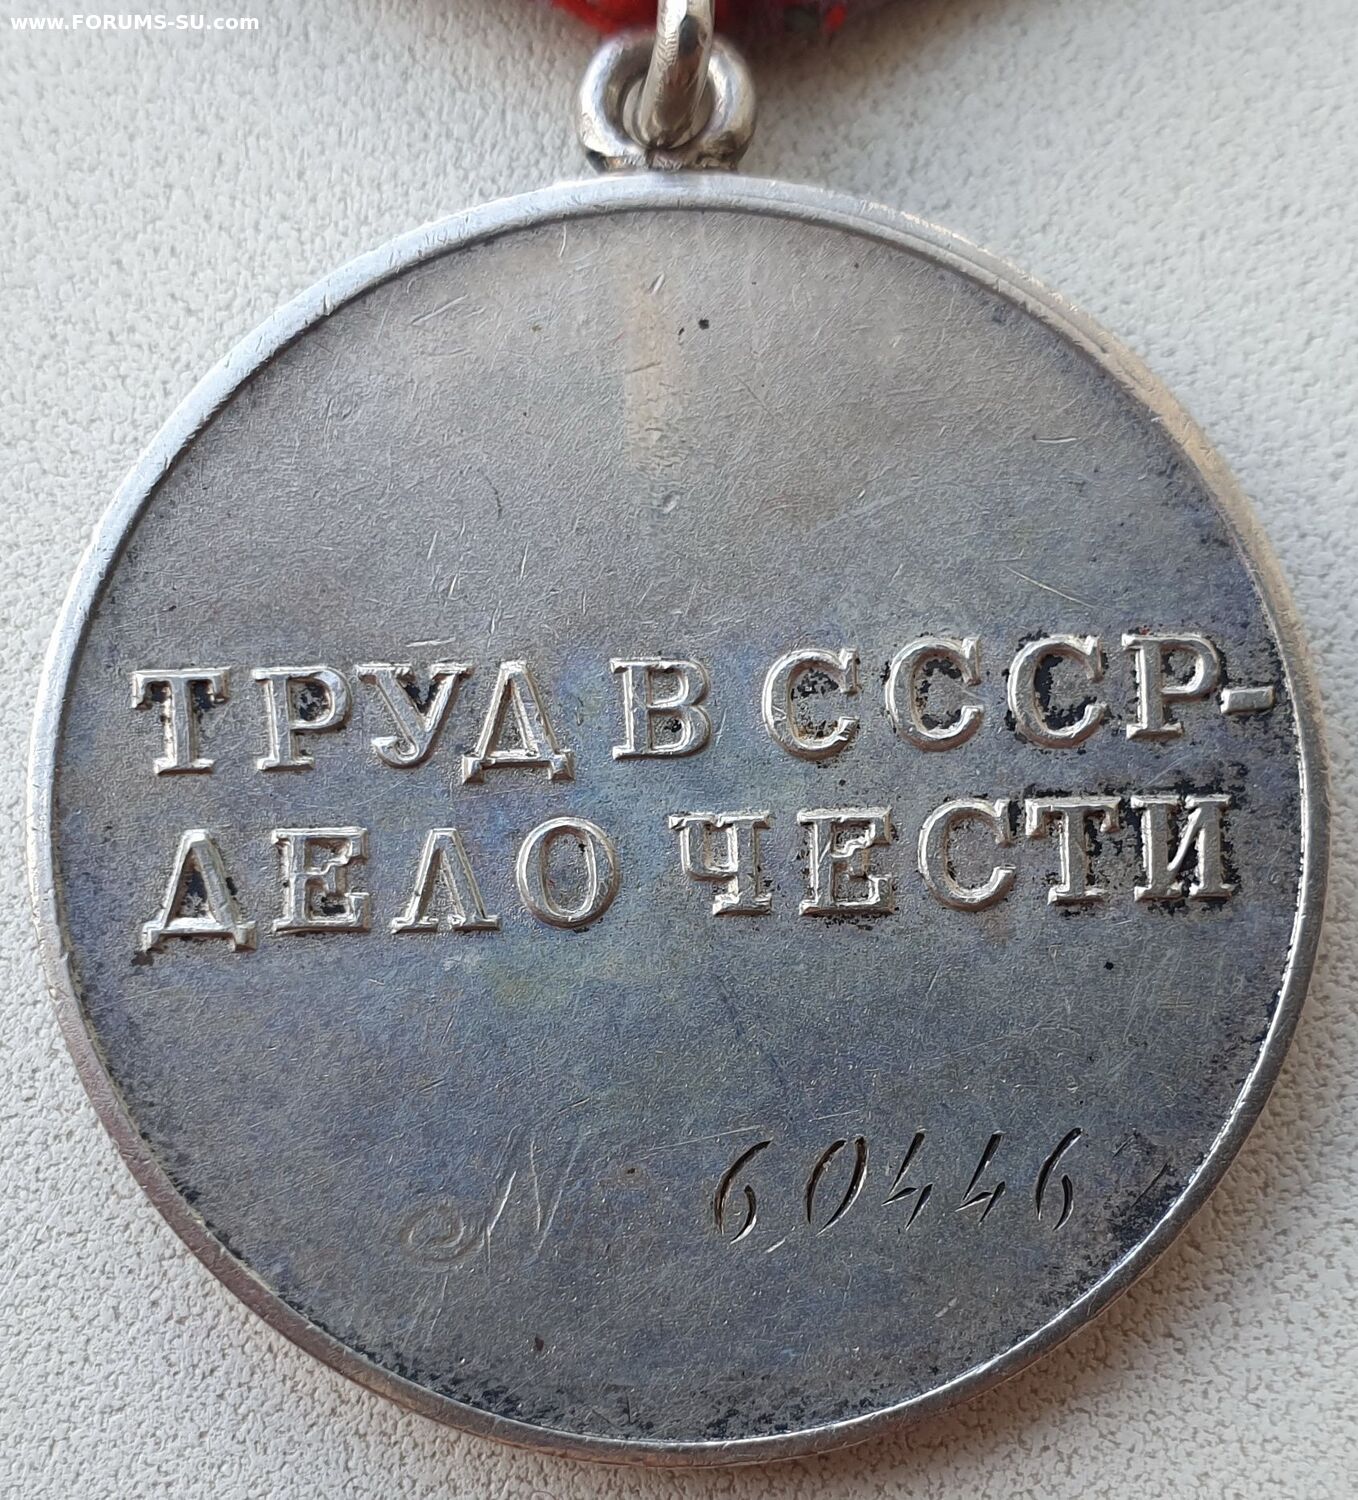 www.FORUMS-SU.com
ТРУД В СССР-
ДЕЛО ЧЕСТИ
№ 60446